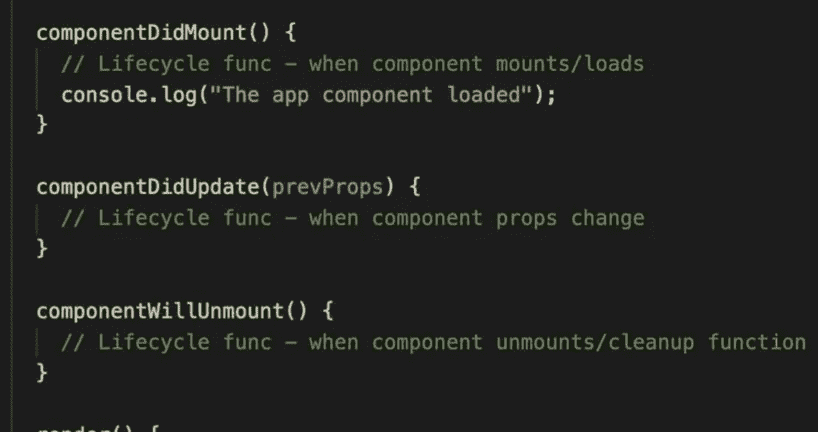 componentDidMount() {
// Lifecycle func – when component mounts/loads
console.log("The app component loaded");
}
componentDidUpdate(prevProps) {
// Lifecycle func – when component props change
}
componentWillUnmount() {
// Lifecycle func – when component unmounts/cleanup function
}
render() {